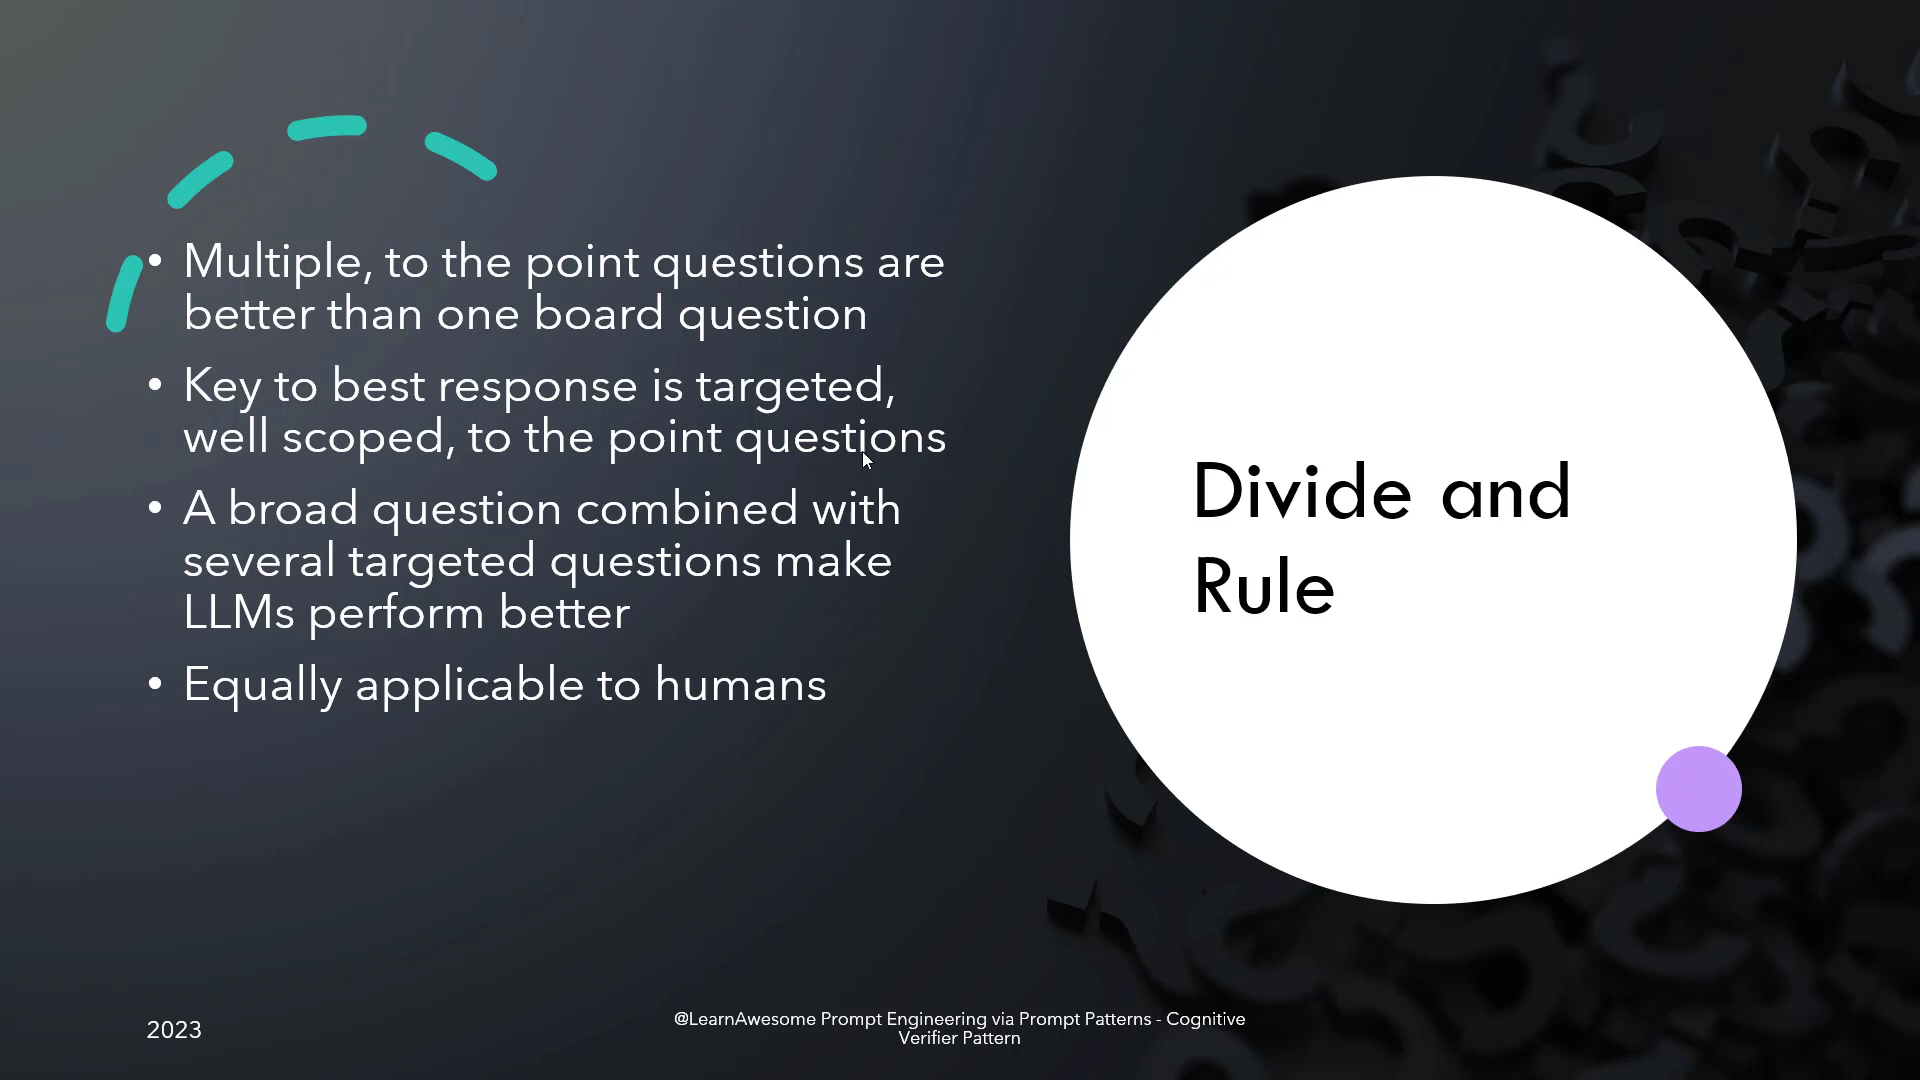 • Multiple, to the point questions are
better than one board question
• Key to best response is targeted,
well scoped, to the point questions
• A broad question combined with
several targeted questions make
LLMs perform better
• Equally applicable to humans
Divide and
Rule
2023
@LearnAwesome Prompt Engineering via Prompt Patterns - Cognitive
Verifier Pattern